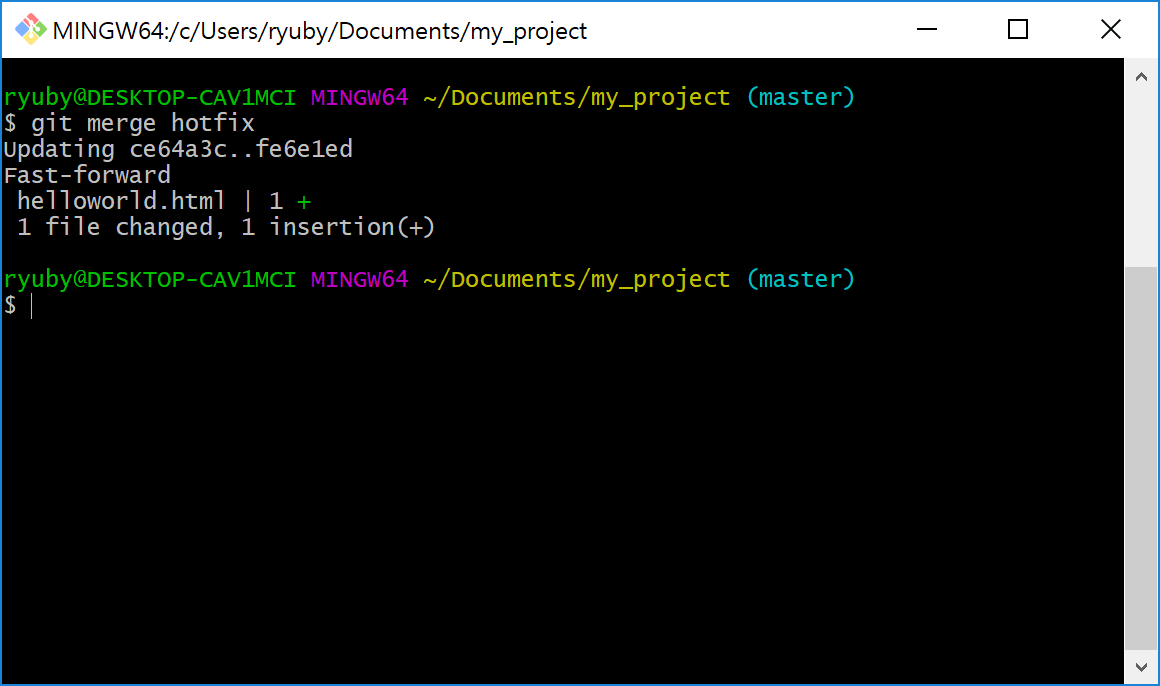 MINGW64:/c/Users/ryuby/Documents/my_project
ryuby@DESKTOP-CAV1MCI MINGW64 ~/Documents/my_project (master)
$ git merge hotfix
Updating ce64a3c..fe6e1ed
Fast-forward
 helloworld.html | 1 +
 1 file changed, 1 insertion(+)
ryuby@DESKTOP-CAV1MCI MINGW64 ~/Documents/my_project (master)
$